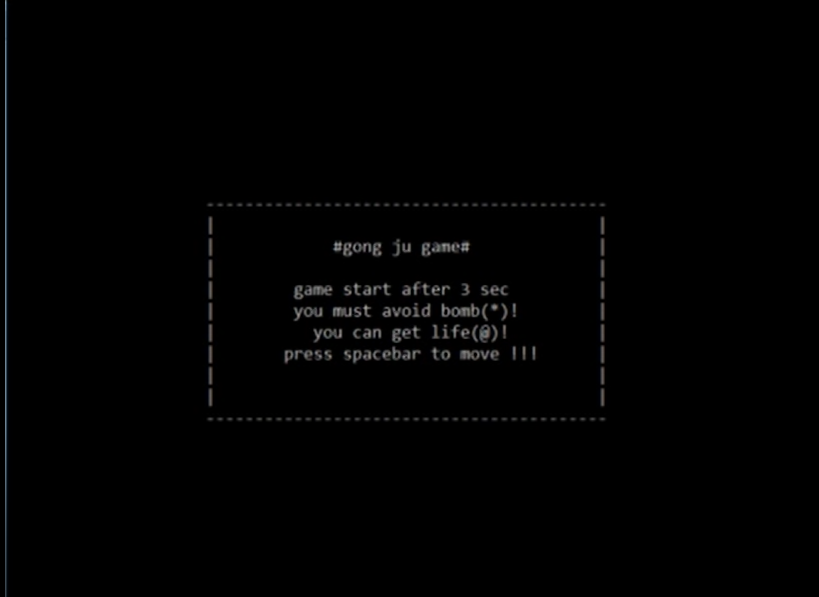 #gong ju game#
game start after 3 sec
you must avoid bomb(*)!
you can get life(@)!
press spacebar to move !!!